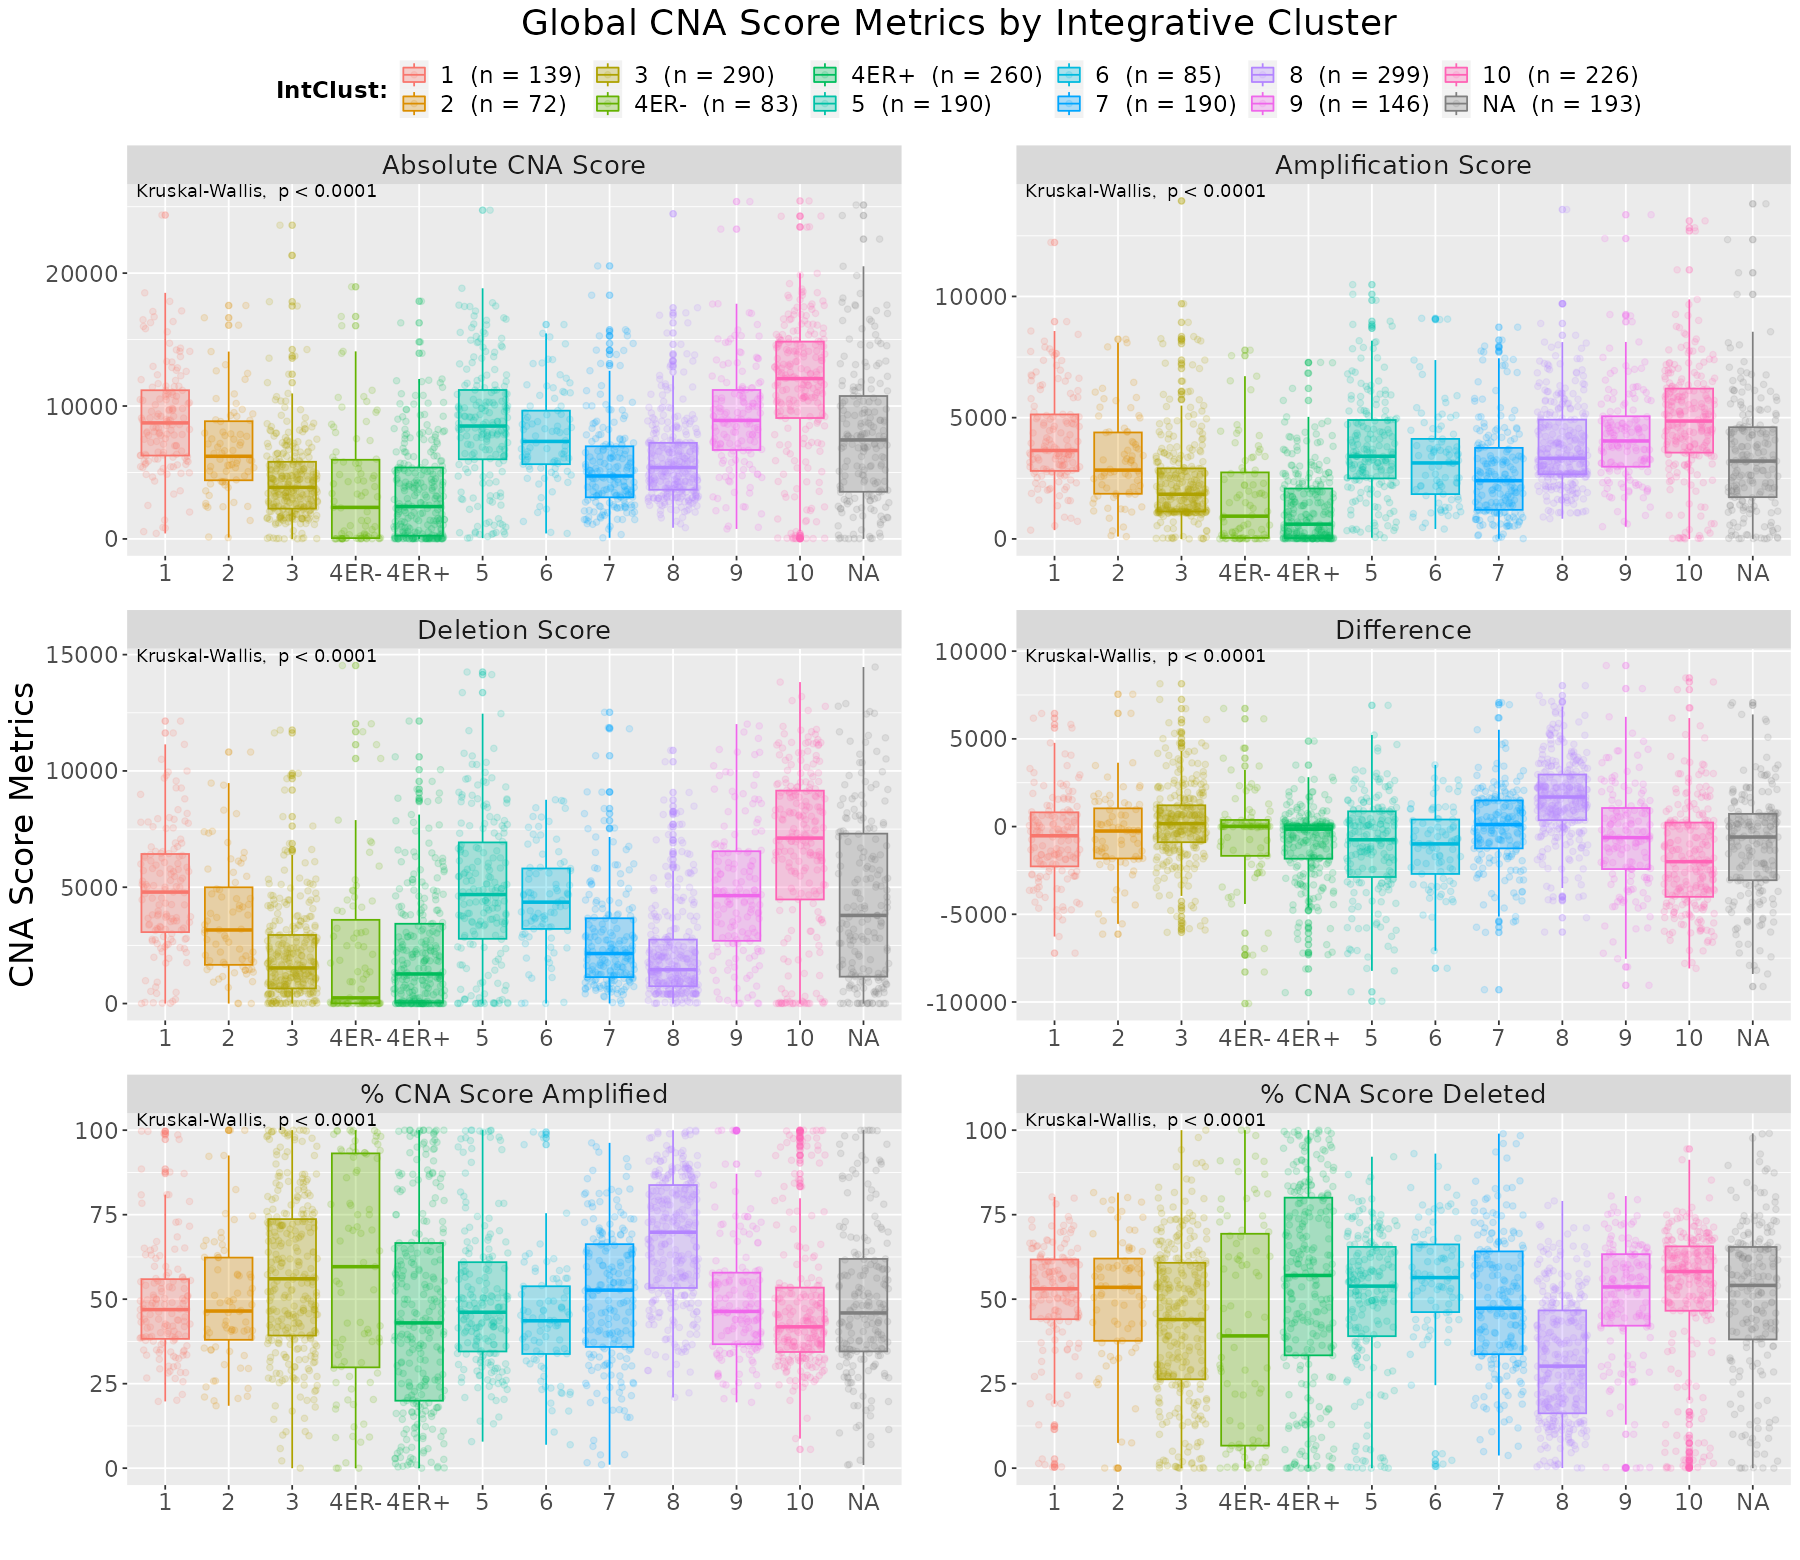 Global CNA Score Metrics by Integrative Cluster
IntClust: 1 (n = 139) 3 (n = 290) 4ER+ (n = 260) 6 (n = 85) 8 (n = 299) 10 (n = 226)
2 (n = 72) 4ER- (n = 83) 5 (n = 190) 7 (n = 190) 9 (n = 146) NA (n = 193)
CNA Score Metrics
Absolute CNA Score
Kruskal-Wallis, p < 0.0001
20000
10000
0
1 2 3 4ER- 4ER+ 5 6 7 8 9 10 NA
Amplification Score
Kruskal-Wallis, p < 0.0001
10000
5000
0
1 2 3 4ER- 4ER+ 5 6 7 8 9 10 NA
Deletion Score
Kruskal-Wallis, p < 0.0001
15000
10000
5000
0
1 2 3 4ER- 4ER+ 5 6 7 8 9 10 NA
Difference
Kruskal-Wallis, p < 0.0001
10000
5000
0
-5000
-10000
1 2 3 4ER- 4ER+ 5 6 7 8 9 10 NA
% CNA Score Amplified
Kruskal-Wallis, p < 0.0001
100
75
50
25
0
1 2 3 4ER- 4ER+ 5 6 7 8 9 10 NA
% CNA Score Deleted
Kruskal-Wallis, p < 0.0001
100
75
50
25
0
1 2 3 4ER- 4ER+ 5 6 7 8 9 10 NA